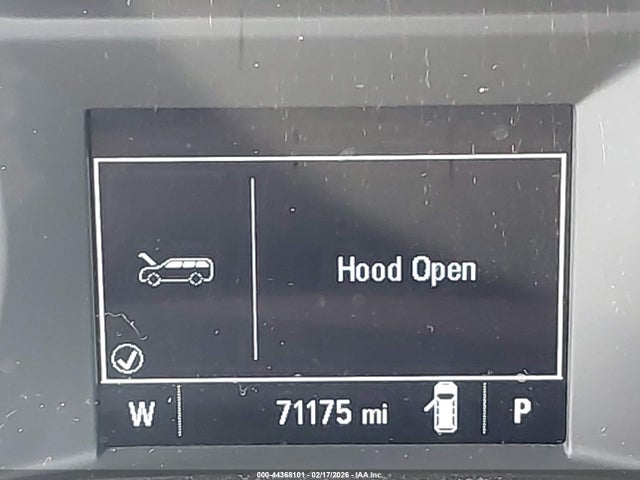 Hood Open
W 71175 mi P
000-44368101 - 02/17/2026 - IAA Inc.